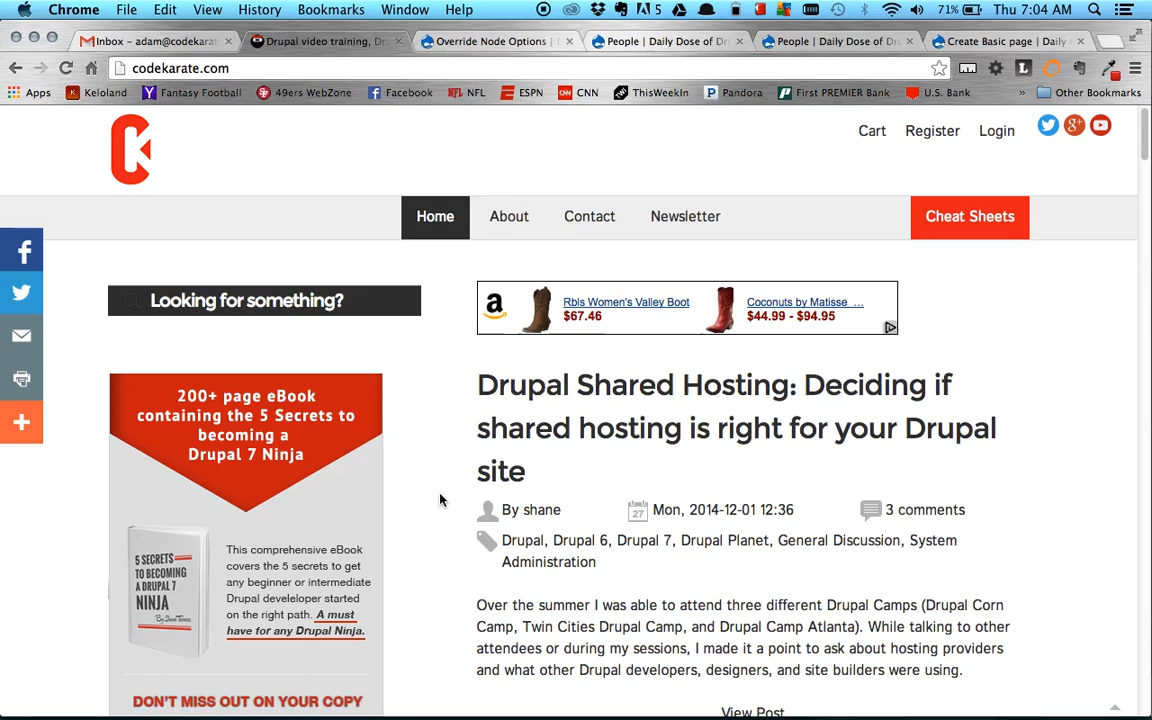 Chrome File Edit View History Bookmarks Window Help 5 71% Thu 7:04 AM
Inbox – adam@codekarat Drupal video training, Dr Override Node Options | D People | Daily Dose of Dr People | Daily Dose of Dr Create Basic page | Daily
codekarate.com
Apps Keloland Fantasy Football 49ers WebZone Facebook NFL ESPN CNN ThisWeekIn Pandora First PREMIER Bank U.S. Bank » Other Bookmarks
Cart Register Login
Home About Contact Newsletter Cheat Sheets
Looking for something?
Rbls Women's Valley Boot
$67.46
Coconuts by Matisse ...
$44.99 - $94.95
200+ page eBook
containing the 5 Secrets to
becoming a
Drupal 7 Ninja
5 SECRETS
TO BECOMING
A DRUPAL 7
NINJA
This comprehensive eBook
covers the 5 secrets to get
any beginner or intermediate
Drupal develeloper started
on the right path. A must
have for any Drupal Ninja.
DON'T MISS OUT ON YOUR COPY
Drupal Shared Hosting: Deciding if
shared hosting is right for your Drupal
site
By shane 27 Mon, 2014-12-01 12:36 3 comments
Drupal, Drupal 6, Drupal 7, Drupal Planet, General Discussion, System
Administration
Over the summer I was able to attend three different Drupal Camps (Drupal Corn
Camp, Twin Cities Drupal Camp, and Drupal Camp Atlanta). While talking to other
attendees or during my sessions, I made it a point to ask about hosting providers
and what other Drupal developers, designers, and site builders were using.
View Post